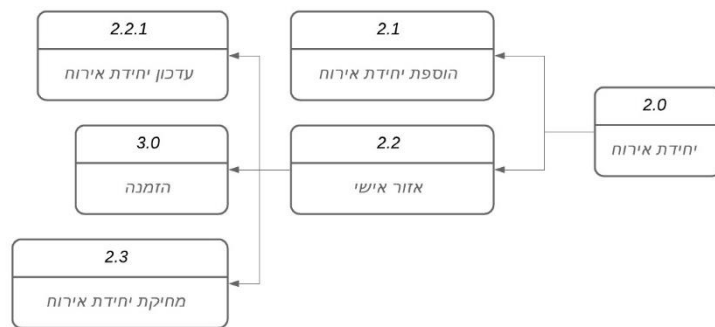 2.0
יחידת אירוח
2.1
הוספת יחידת אירוח
2.2
אזור אישי
2.2.1
עדכון יחידת אירוח
3.0
הזמנה
2.3
מחיקת יחידת אירוח